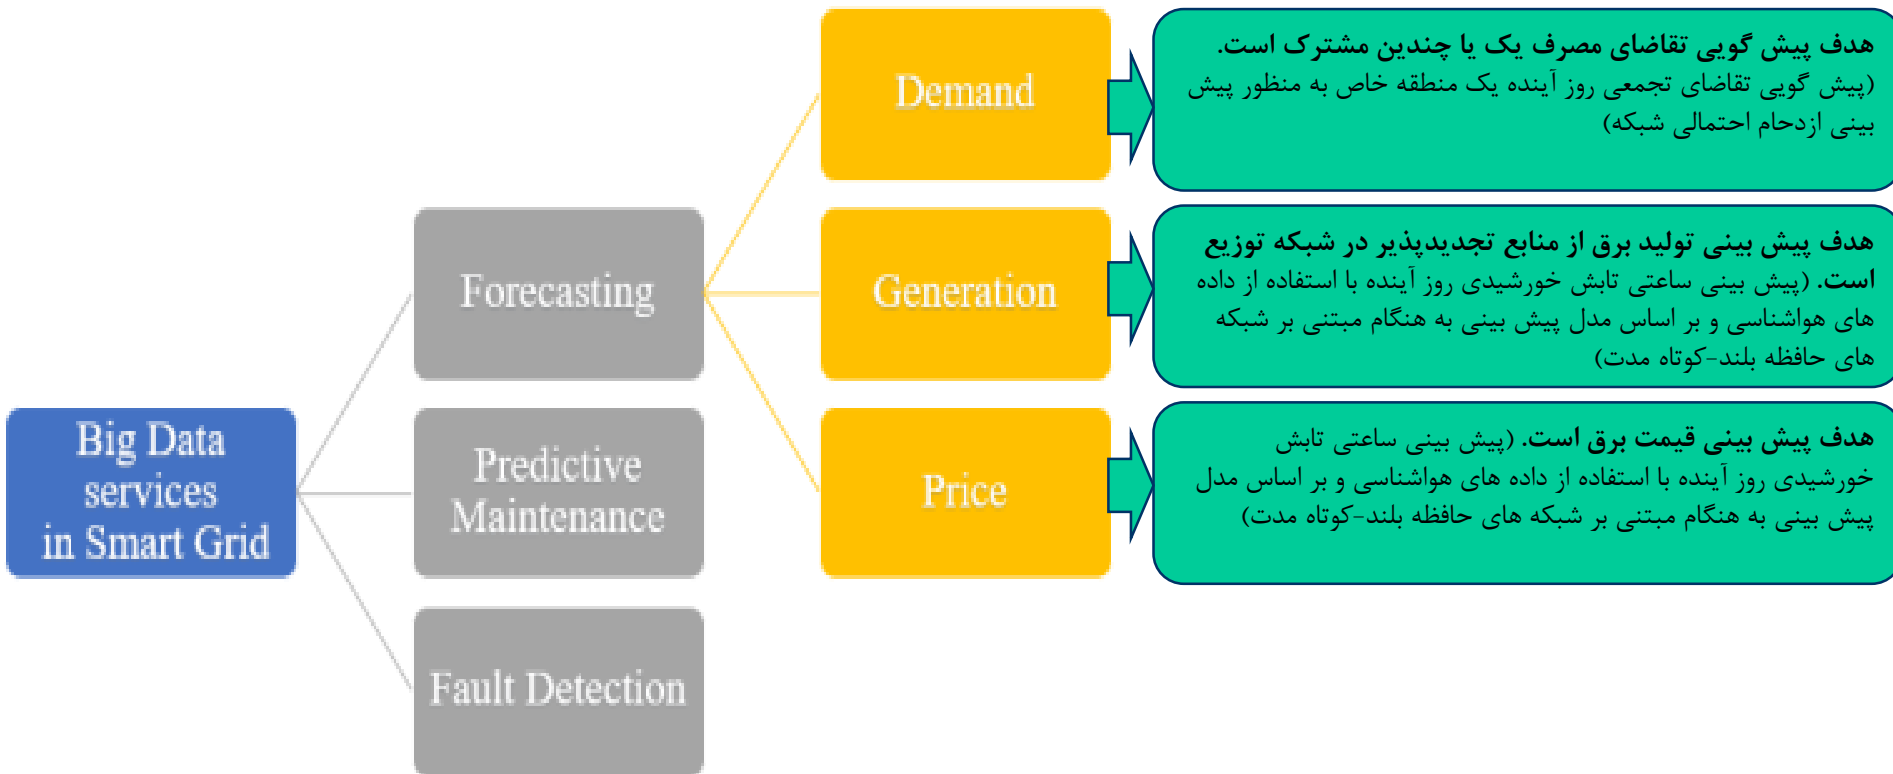 Big Data
services
in Smart Grid
Forecasting
Predictive
Maintenance
Fault Detection
Demand
هدف پیش گویی تقاضای مصرف یک یا چندین مشترک است.
(پیش گویی تقاضای تجمعی روز آینده یک منطقه خاص به منظور پیش
بینی ازدحام احتمالی شبکه)
Generation
هدف پیش بینی تولید برق از منابع تجدیدپذیر در شبکه توزیع
است. (پیش بینی ساعتی تابش خورشیدی روز آینده با استفاده از داده
های هواشناسی و بر اساس مدل پیش بینی به هنگام مبتنی بر شبکه
های حافظه بلند-کوتاه مدت)
Price
هدف پیش بینی قیمت برق است. (پیش بینی ساعتی تابش
خورشیدی روز آینده با استفاده از داده های هواشناسی و بر اساس مدل
پیش بینی به هنگام مبتنی بر شبکه های حافظه بلند-کوتاه مدت)